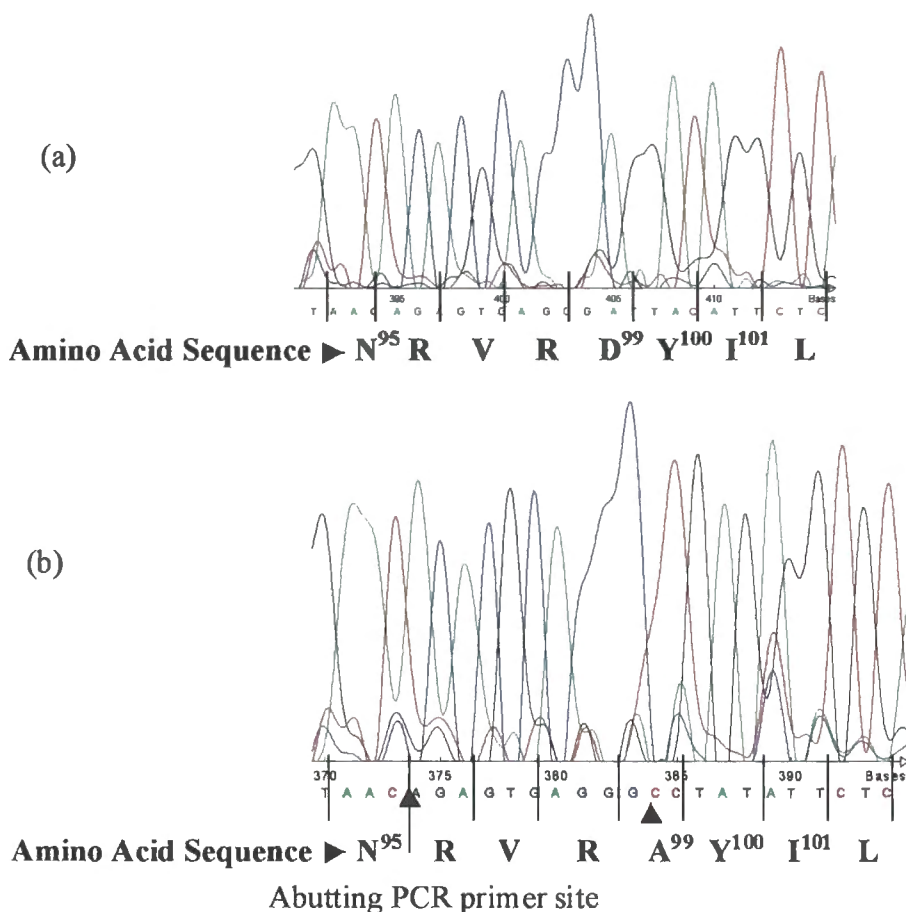 (a)
395 400 405 410 Bases
T A A C A G A G T G A G G G A T T A C A T T C T C
Amino Acid Sequence ► N⁹⁵ R V R D⁹⁹ Y¹⁰⁰ I¹⁰¹ L
(b)
370 375 380 385 390 Bases
T A A C A G A G T G A G G G C C T A T A T T C T C
Amino Acid Sequence ► N⁹⁵ R V R A⁹⁹ Y¹⁰⁰ I¹⁰¹ L
Abutting PCR primer site